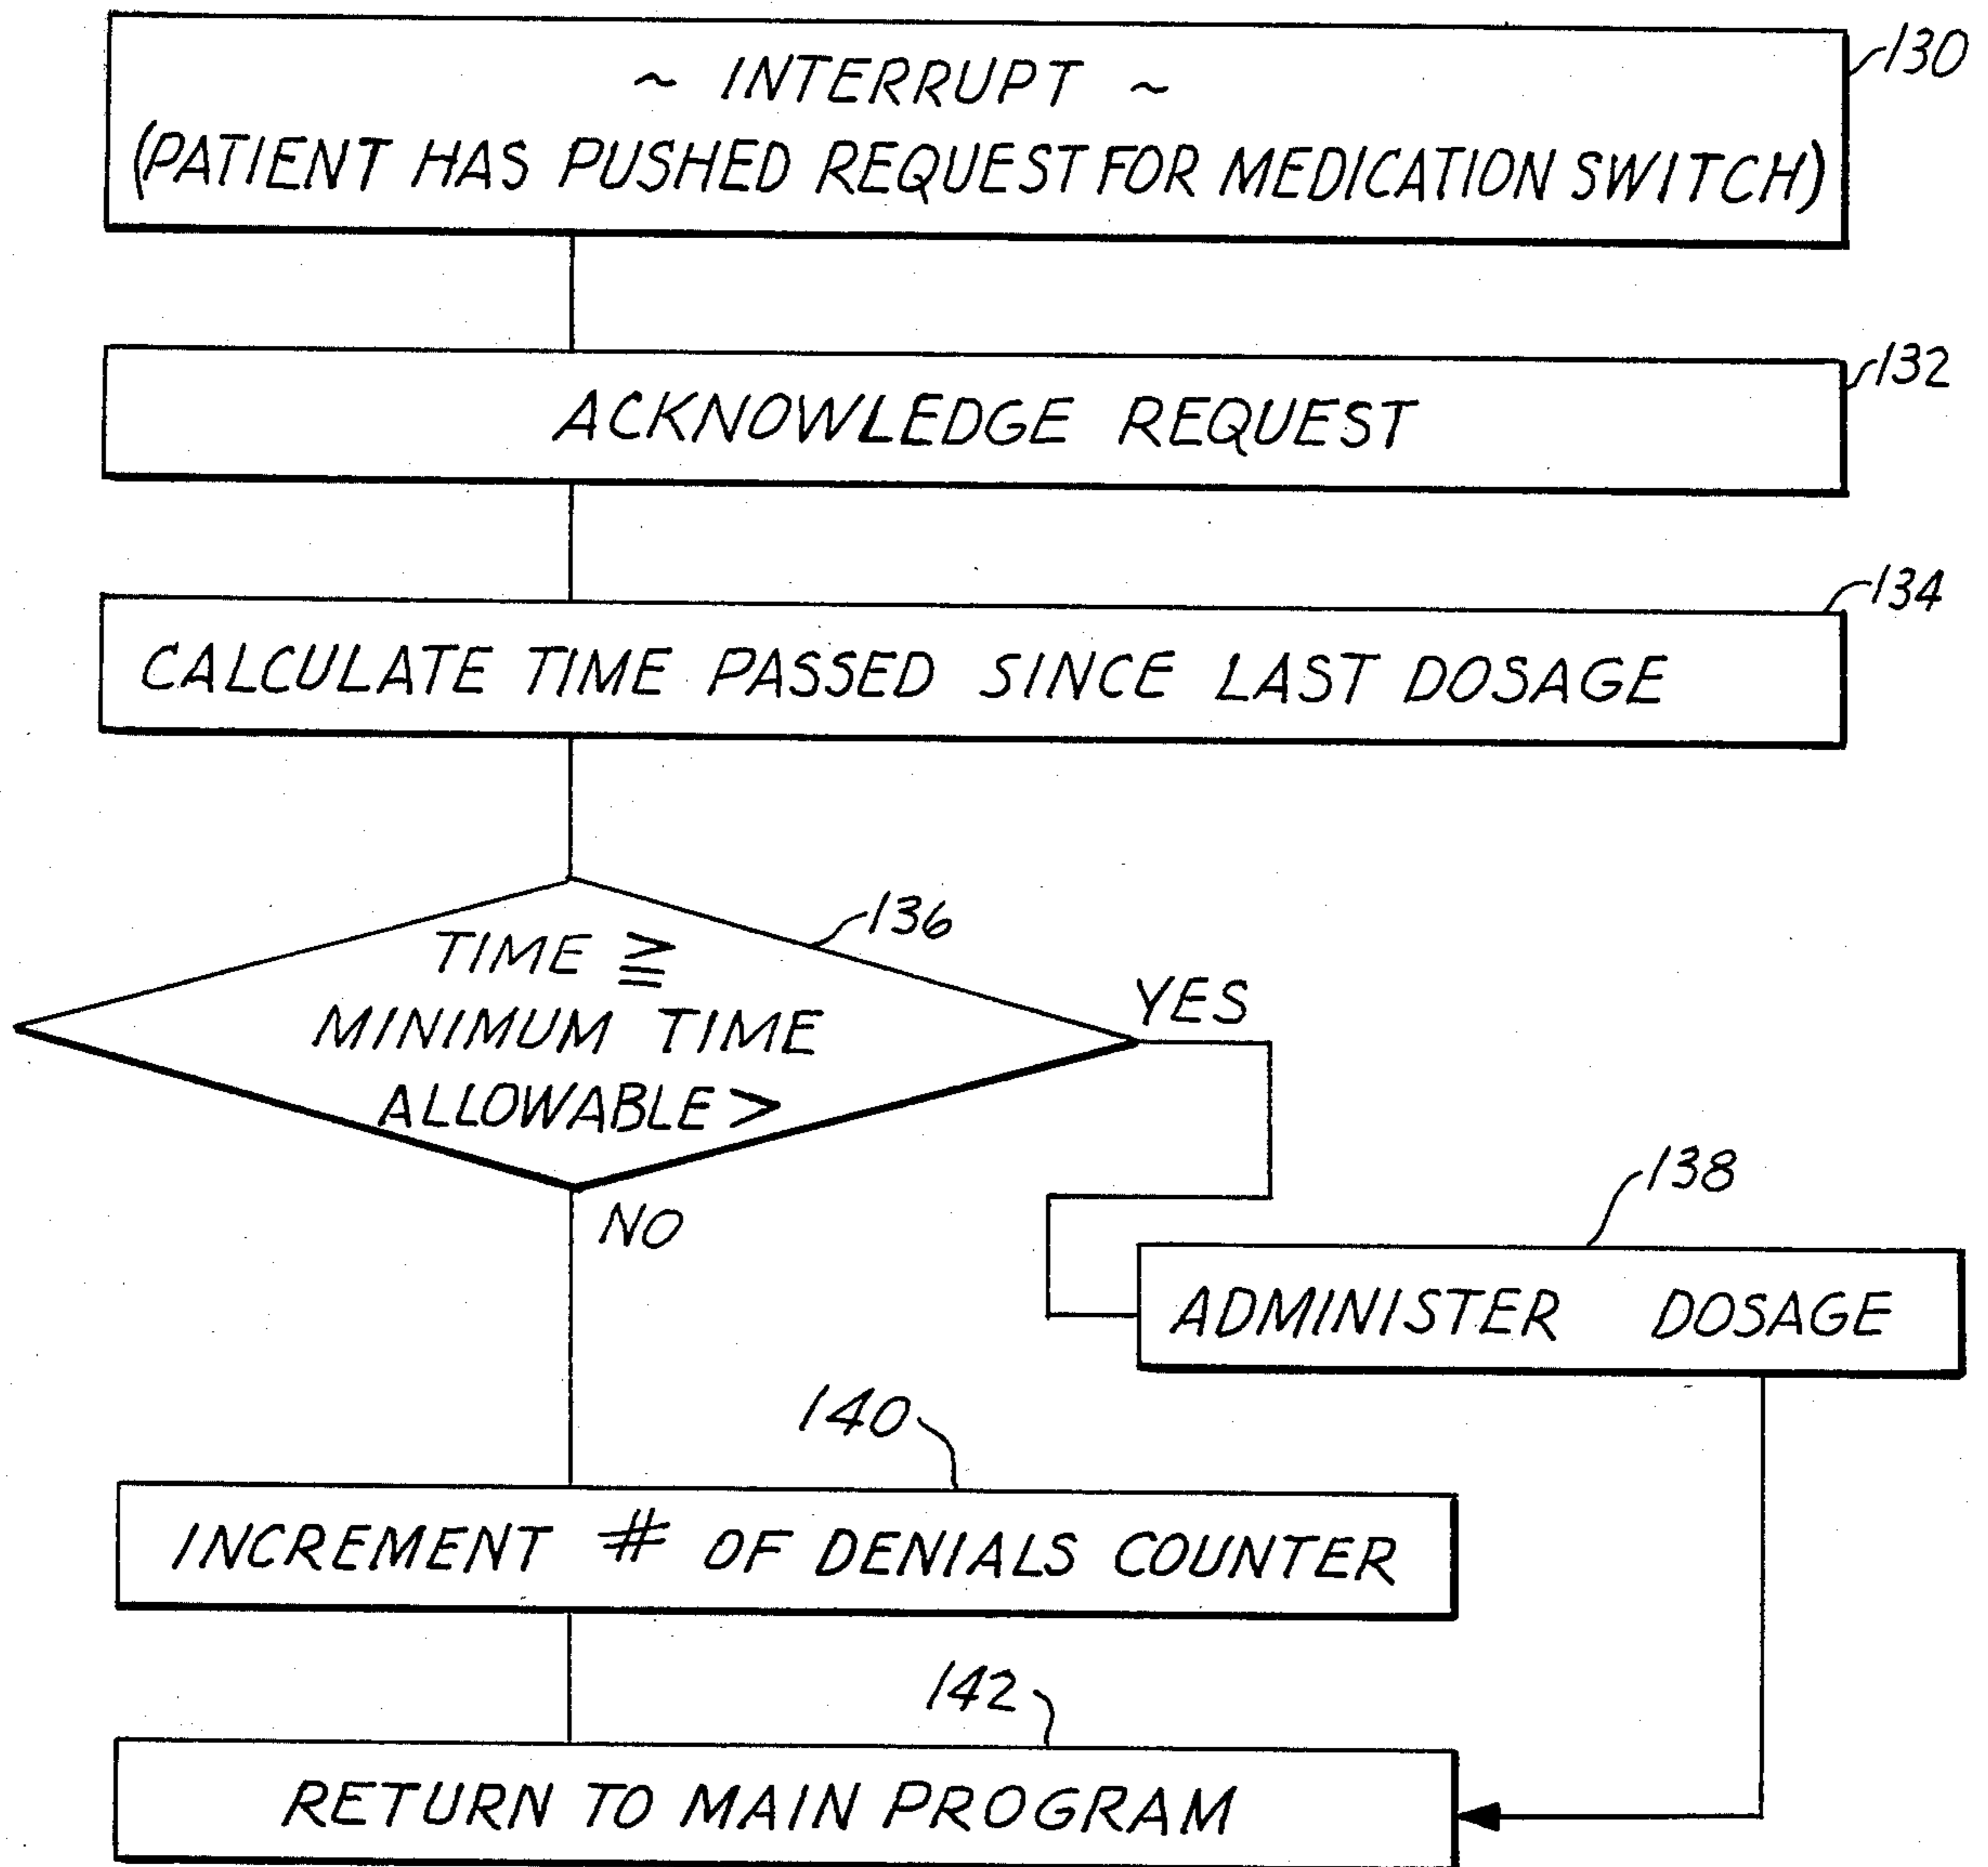 ~ INTERRUPT ~
(PATIENT HAS PUSHED REQUEST FOR MEDICATION SWITCH)
130
ACKNOWLEDGE REQUEST
132
CALCULATE TIME PASSED SINCE LAST DOSAGE
134
TIME ≧
MINIMUM TIME
ALLOWABLE >
136
YES
NO
138
ADMINISTER DOSAGE
140
INCREMENT # OF DENIALS COUNTER
142
RETURN TO MAIN PROGRAM